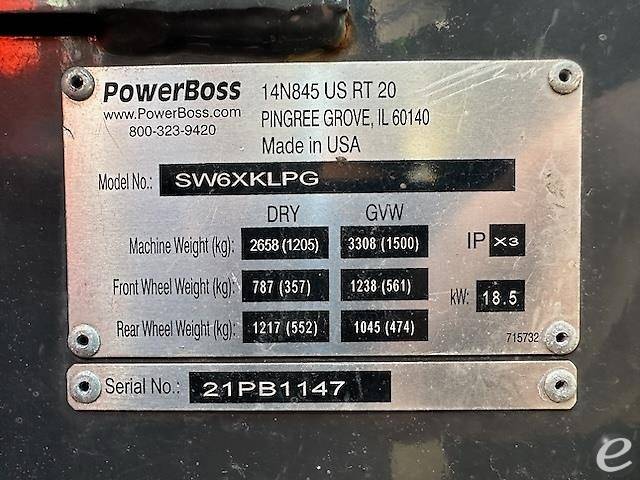 PowerBoss
www.PowerBoss.com
800-323-9420
14N845 US RT 20
PINGREE GROVE, IL 60140
Made in USA
Model No.: SW6XKLPG
DRY GVW
Machine Weight (kg): 2658 (1205) 3308 (1500) IP X3
Front Wheel Weight (kg): 787 (357) 1238 (561) kW: 18.5
Rear Wheel Weight (kg): 1217 (552) 1045 (474)
715732
Serial No.: 21PB1147
e